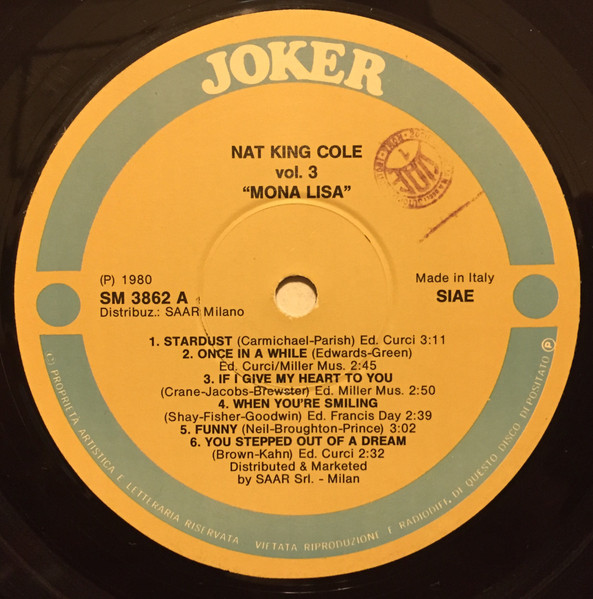 JOKER
NAT KING COLE
vol. 3
“MONA LISA”
(P) 1980
SM 3862 A
Distribuz.: SAAR Milano
Made in Italy
SIAE
1. STARDUST (Carmichael-Parish) Ed. Curci 3:11
2. ONCE IN A WHILE (Edwards-Green)
Ed. Curci/Miller Mus. 2:45
3. IF I GIVE MY HEART TO YOU
(Crane-Jacobs-Brewster) Ed. Miller Mus. 2:50
4. WHEN YOU'RE SMILING
(Shay-Fisher-Goodwin) Ed. Francis Day 2:39
5. FUNNY (Neil-Broughton-Prince) 3:02
6. YOU STEPPED OUT OF A DREAM
(Brown-Kahn) Ed. Curci 2:32
Distributed & Marketed
by SAAR Srl. - Milan
PROPRIETA ARTISTICA E LETTERARIA RISERVATA VIETATA RIPRODUZIONE E RADIODIF. DI QUESTO DISCO DEPOSITATO Ⓟ